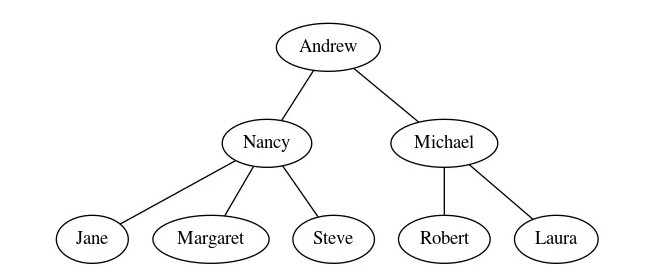 Andrew
Nancy
Michael
Jane
Margaret
Steve
Robert
Laura